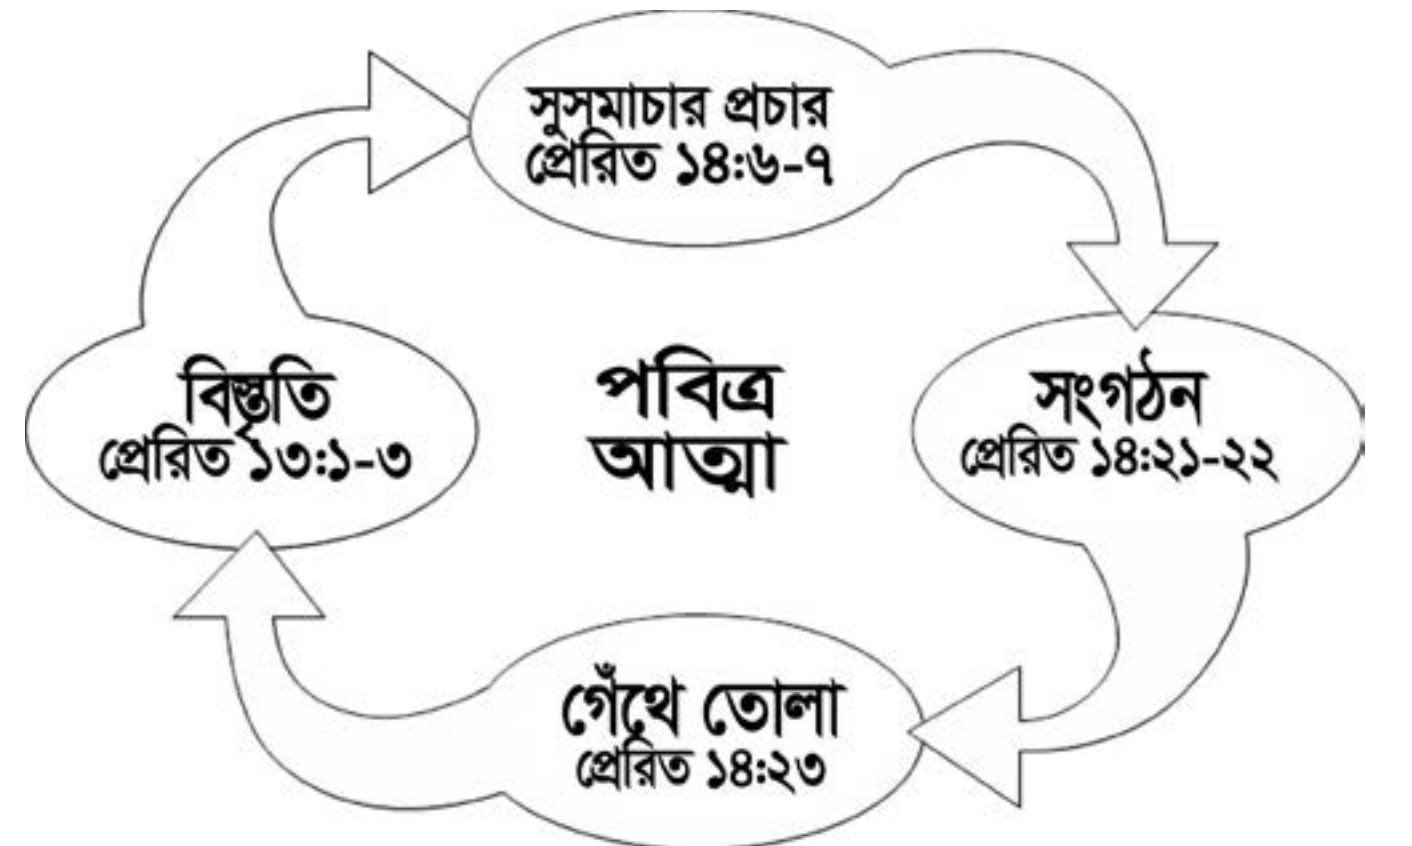 সুসমাচার প্রচার
প্রেরিত ১৪:৬-৭
বিস্তৃতি
প্রেরিত ১৩:১-৩
পবিত্র
আত্মা
সংগঠন
প্রেরিত ১৪:২১-২২
গেঁথে তোলা
প্রেরিত ১৪:২৩